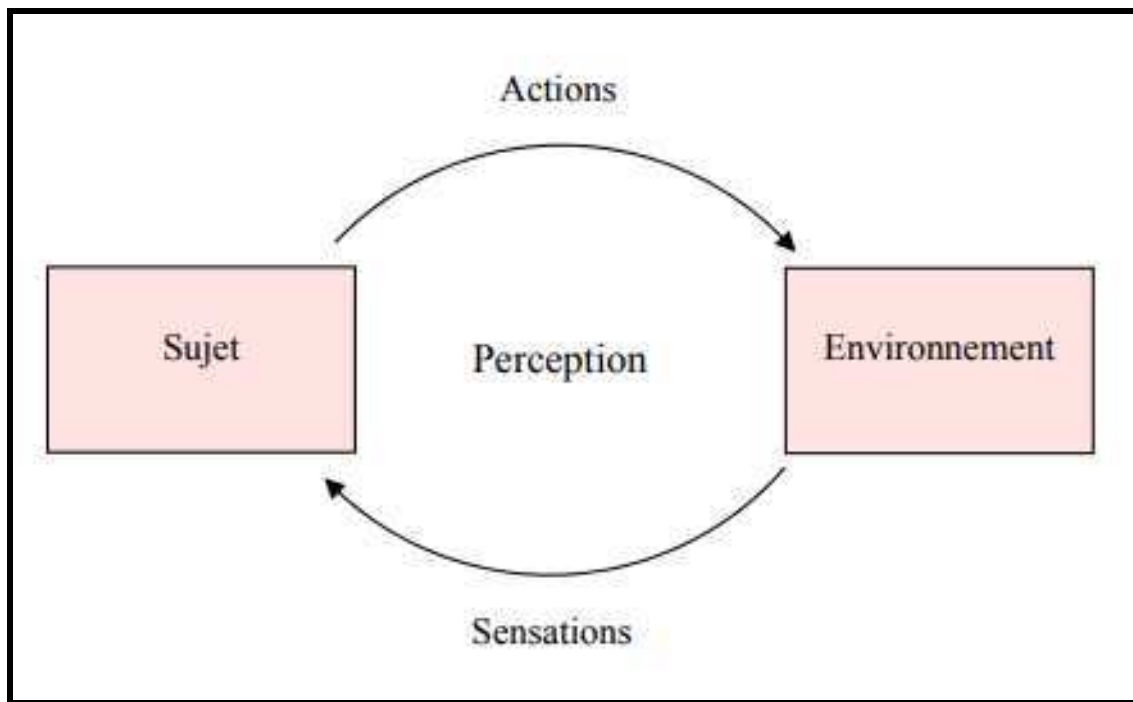 Actions
Sujet
Perception
Environnement
Sensations